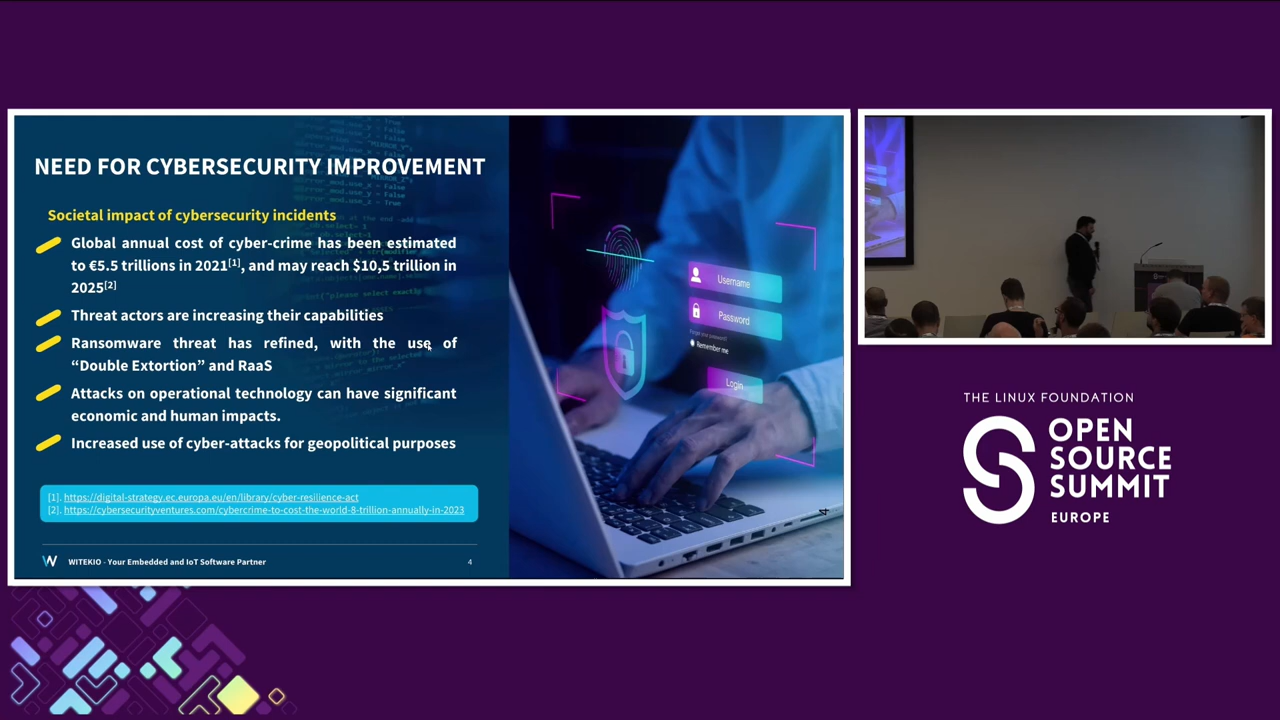 NEED FOR CYBERSECURITY IMPROVEMENT
Societal impact of cybersecurity incidents
Global annual cost of cyber-crime has been estimated
to €5.5 trillions in 2021[1], and may reach $10,5 trillion in
2025[2]
Threat actors are increasing their capabilities
Ransomware threat has refined, with the use of
“Double Extortion” and RaaS
Attacks on operational technology can have significant
economic and human impacts.
Increased use of cyber-attacks for geopolitical purposes
[1]. https://digital-strategy.ec.europa.eu/en/library/cyber-resilience-act
[2]. https://cybersecurityventures.com/cybercrime-to-cost-the-world-8-trillion-annually-in-2023
W WITEKIO - Your Embedded and IoT Software Partner
4
Username
Password
Remember me
Login
4
THE LINUX FOUNDATION
OPEN
SOURCE
SUMMIT
EUROPE